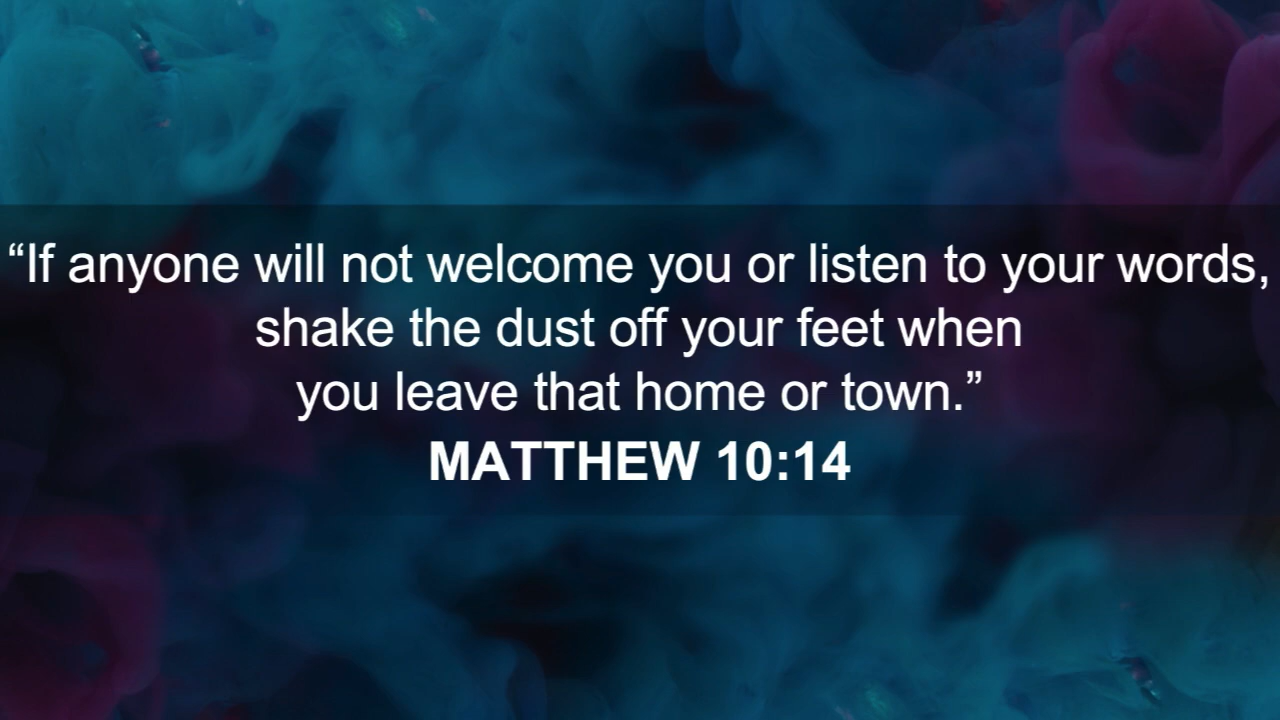 “If anyone will not welcome you or listen to your words,
shake the dust off your feet when
you leave that home or town.”
MATTHEW 10:14